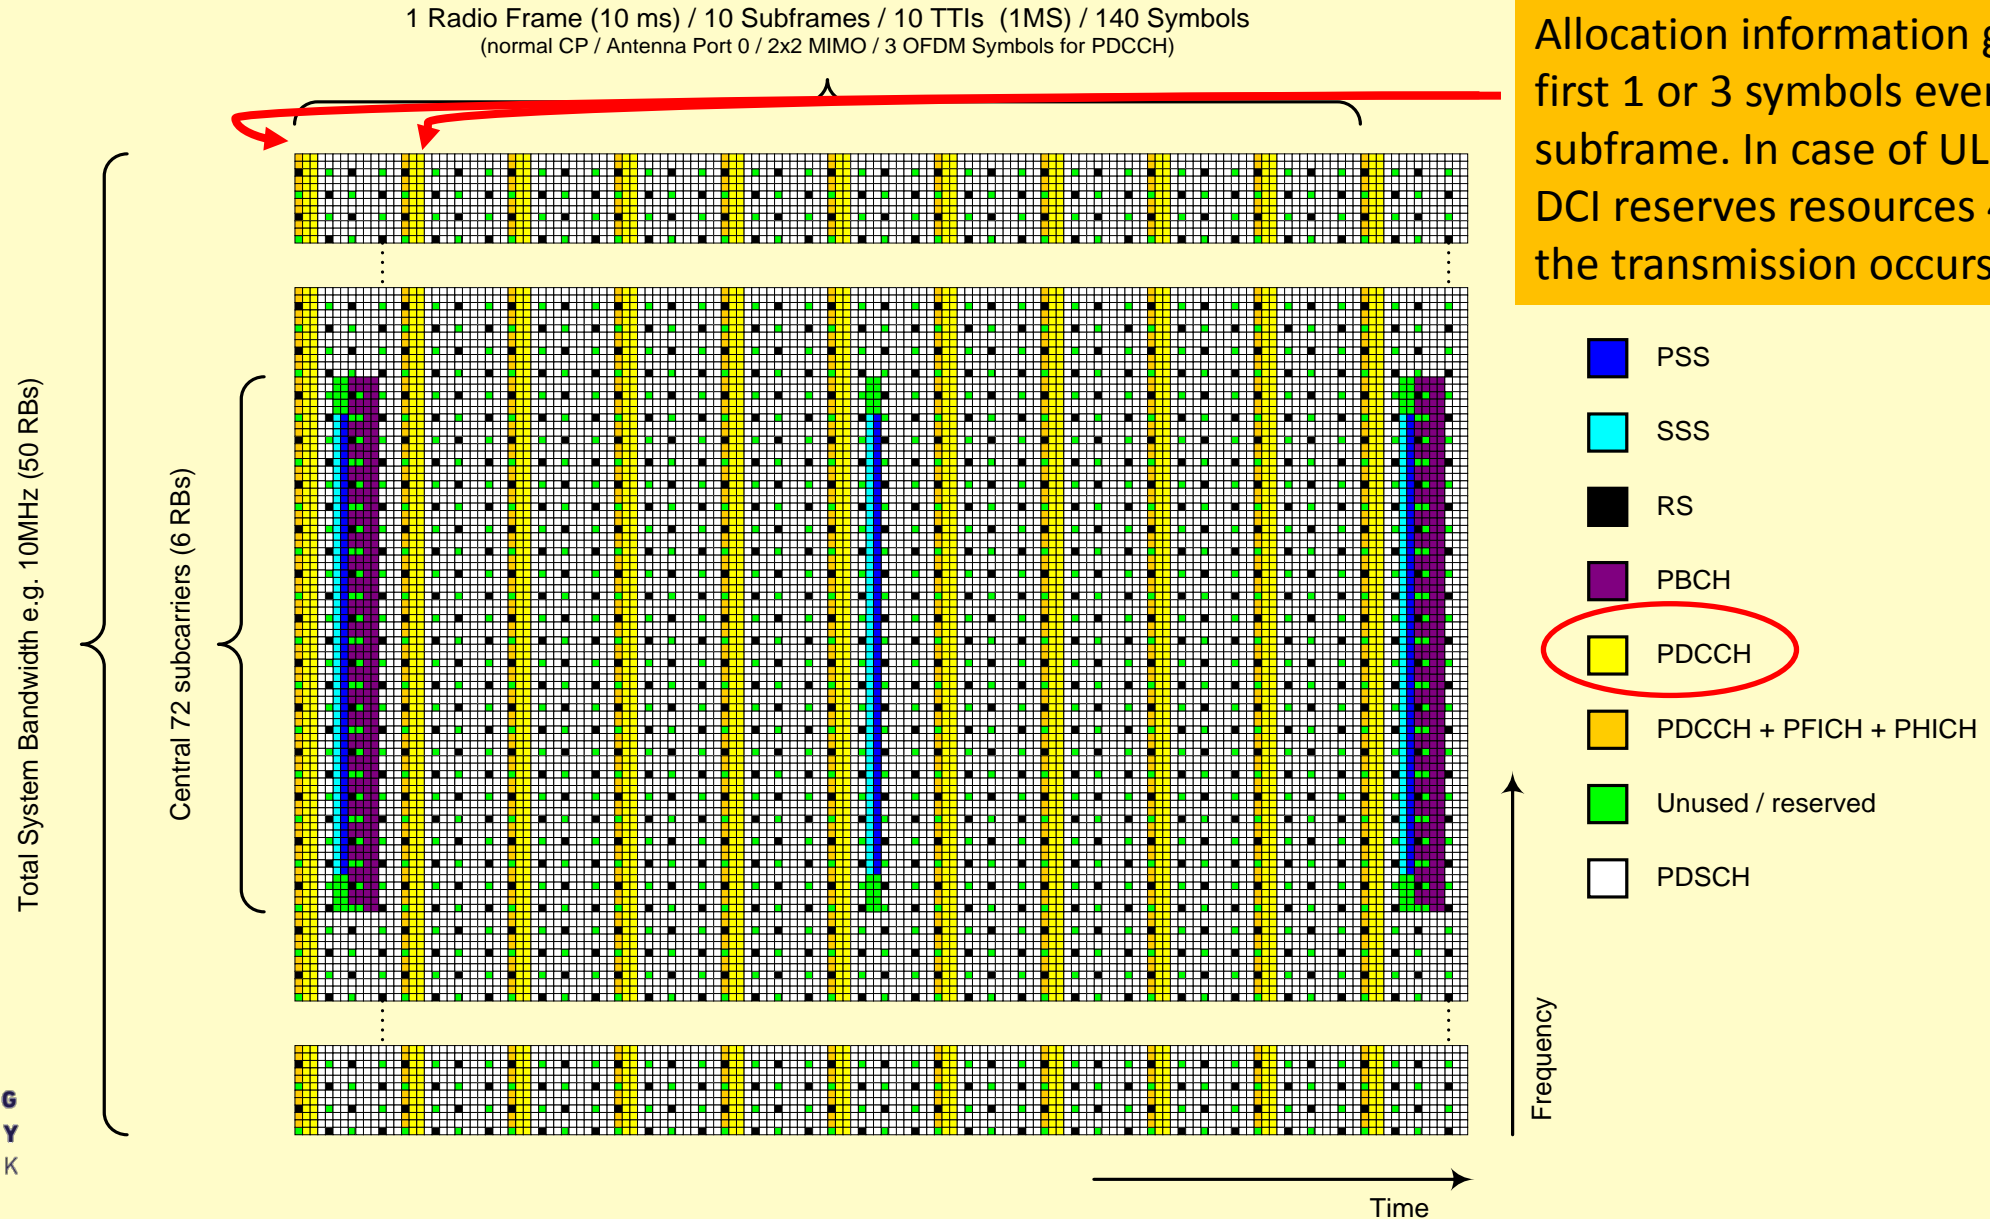 1 Radio Frame (10 ms) / 10 Subframes / 10 TTIs (1MS) / 140 Symbols
(normal CP / Antenna Port 0 / 2x2 MIMO / 3 OFDM Symbols for PDCCH)
Allocation information
first 1 or 3 symbols
subframe. In case of UL
DCI reserves resources
the transmission occurs
Total System Bandwidth e.g. 10MHz (50 RBs)
Central 72 subcarriers (6 RBs)
PSS
SSS
RS
PBCH
PDCCH
PDCCH + PFICH + PHICH
Unused / reserved
PDSCH
Frequency
Time
G
Y
K